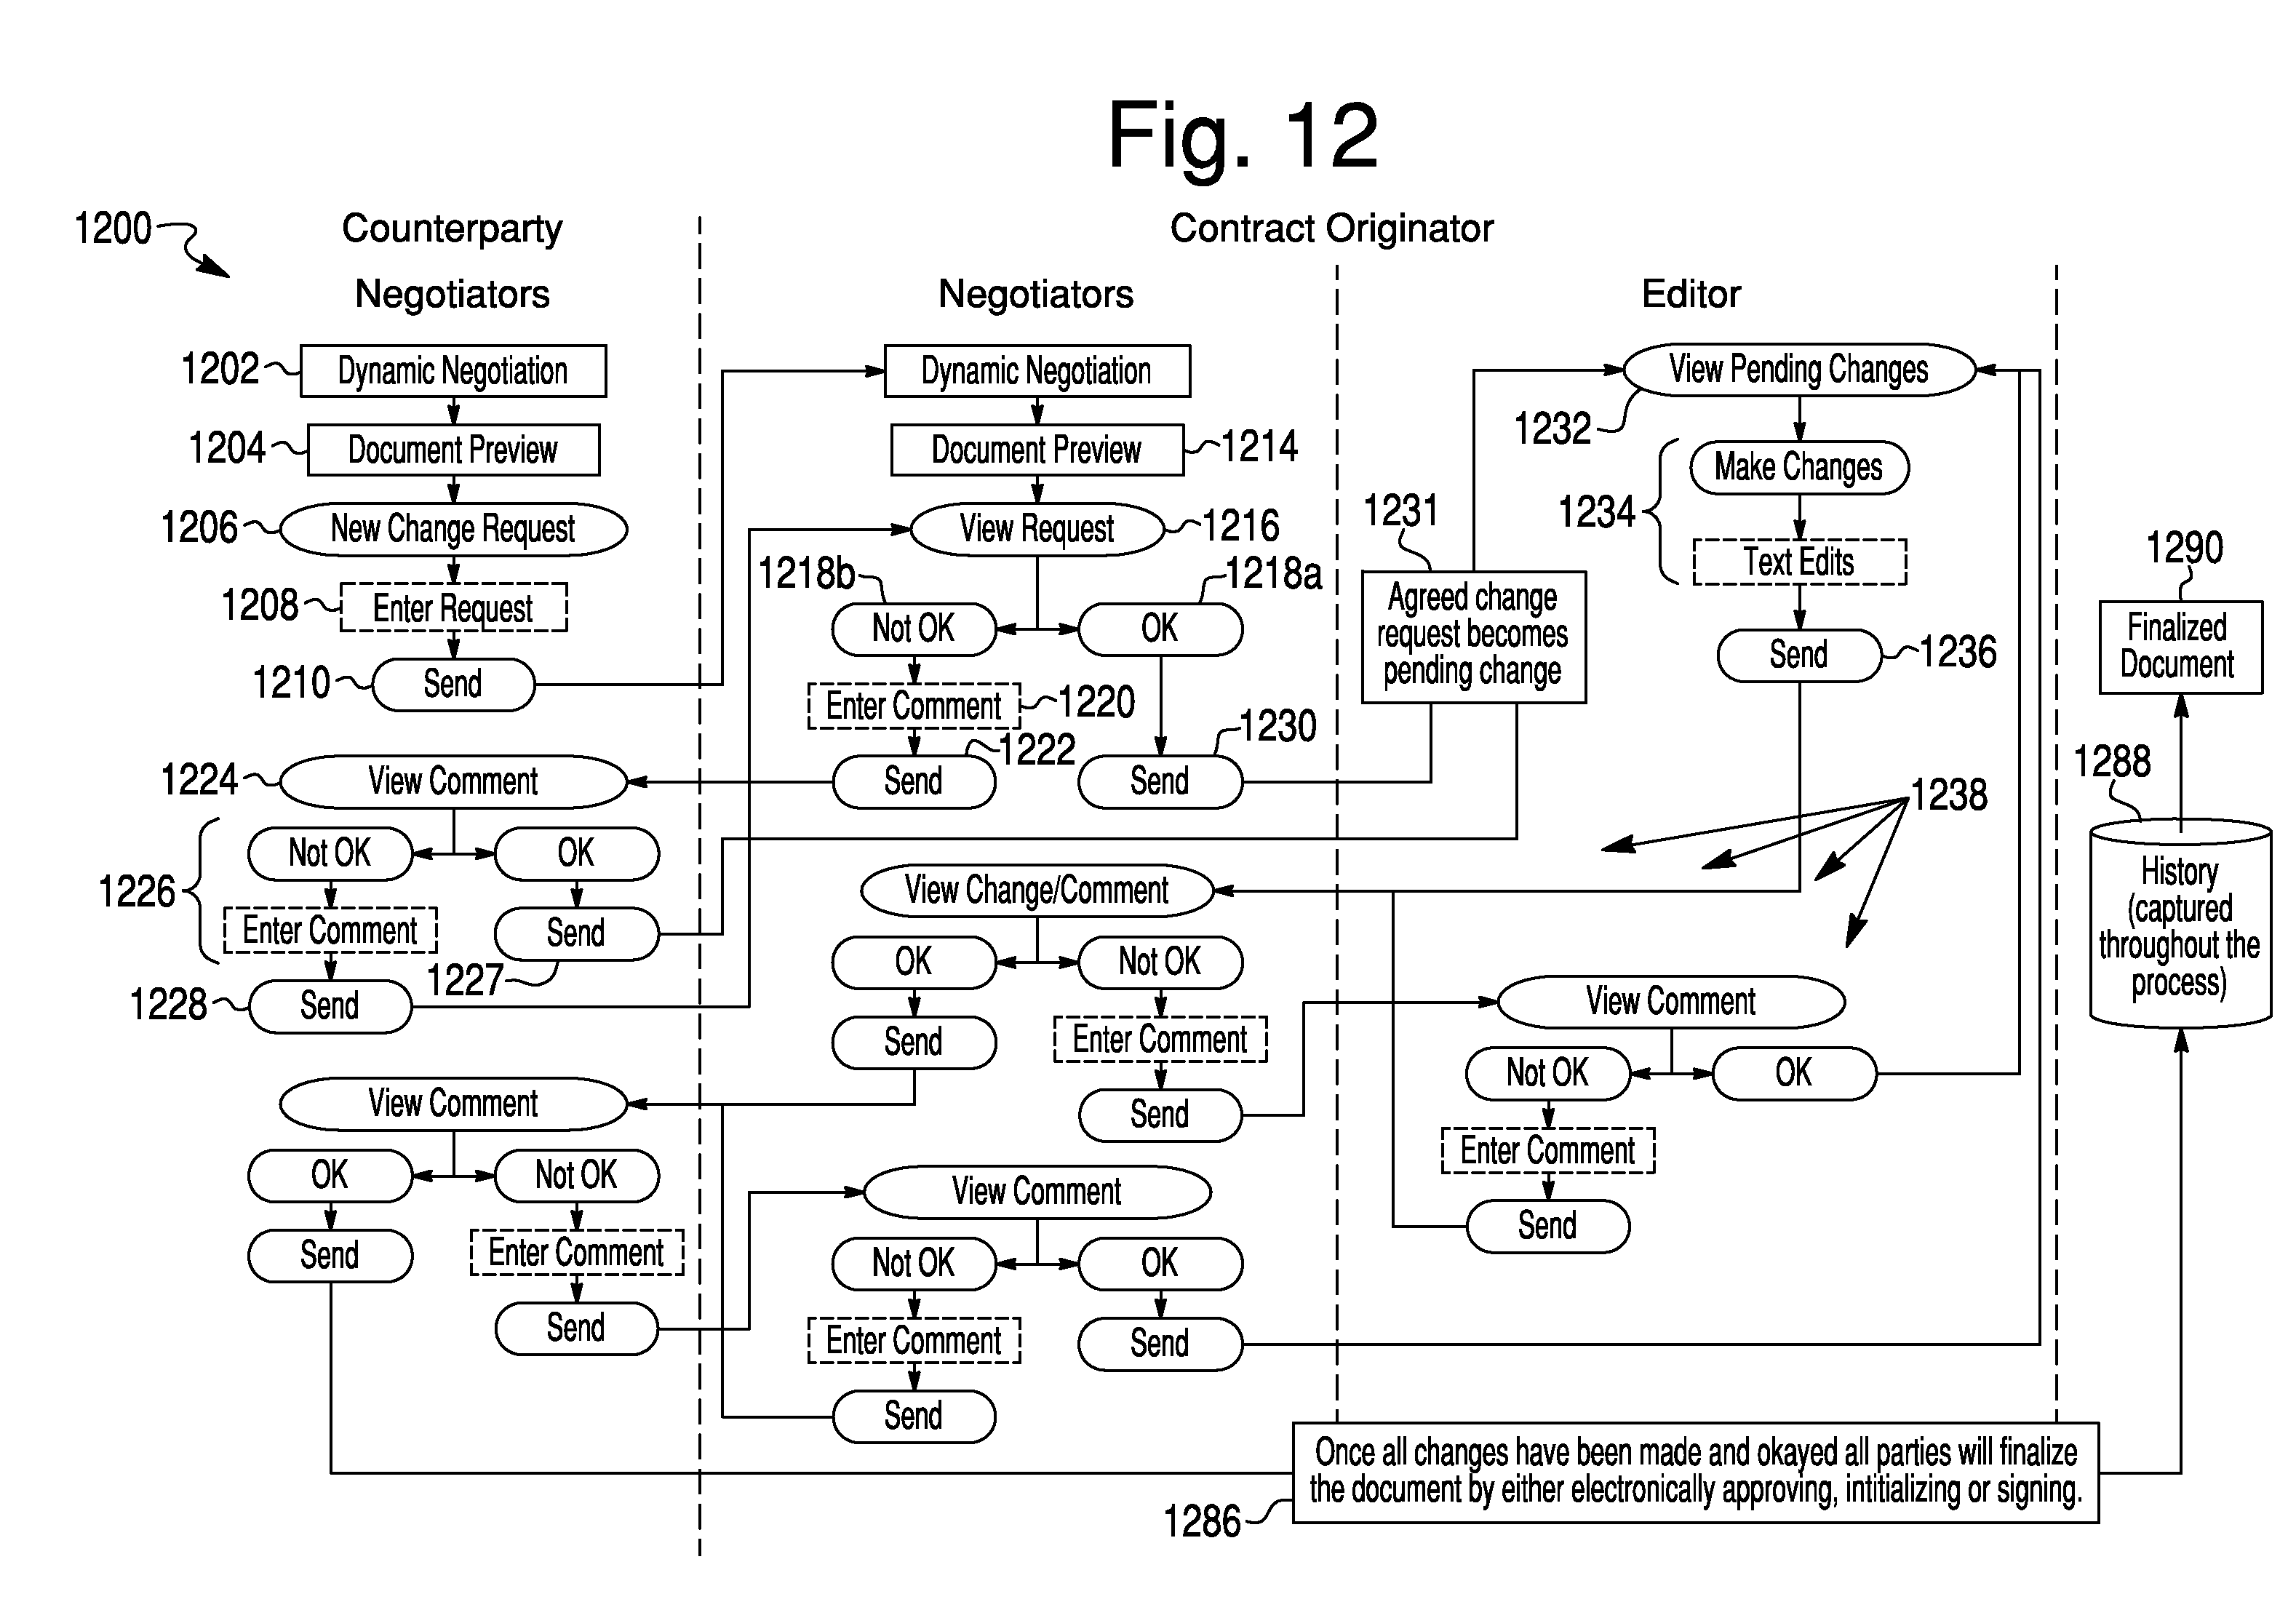 Fig. 12
1200
Counterparty
Contract Originator
Negotiators
Negotiators
Editor
1202
Dynamic Negotiation
1204
Document Preview
1206
New Change Request
1208
Enter Request
1210
Send
1224
View Comment
1226
Not OK
OK
Enter Comment
Send
1227
1228
Send
View Comment
OK
Not OK
Send
Enter Comment
Send
Dynamic Negotiation
Document Preview
1214
View Request
1216
1218b
1218a
Not OK
OK
Enter Comment
1220
1222
1230
Send
Send
View Change/Comment
OK
Not OK
Send
Enter Comment
Send
View Comment
Not OK
OK
Enter Comment
Send
Send
1231
Agreed change
request becomes
pending change
View Pending Changes
1232
Make Changes
1234
Text Edits
Send
1236
1238
View Comment
Not OK
OK
Enter Comment
Send
1290
Finalized
Document
1288
History
(captured
throughout the
process)
Once all changes have been made and okayed all parties will finalize
the document by either electronically approving, intitializing or signing.
1286